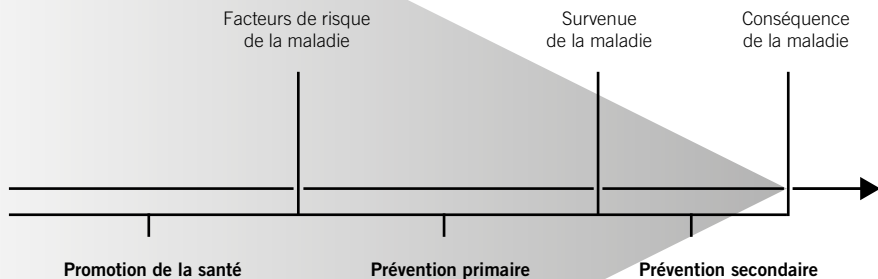 Facteurs de risque
de la maladie
Survenue
de la maladie
Conséquence
de la maladie
Promotion de la santé
Prévention primaire
Prévention secondaire